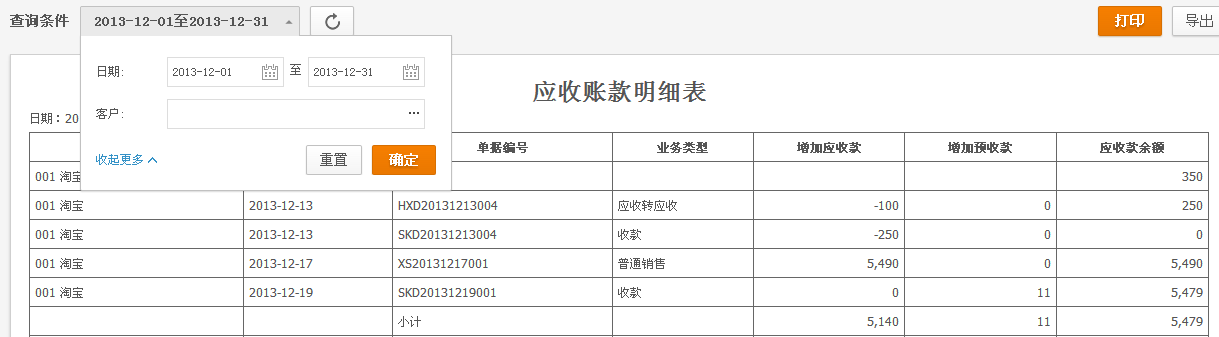 查询条件 2013-12-01至2013-12-31 打印 导出
日期: 2013-12-01 至 2013-12-31
应收账款明细表
客户: ...
日期：20
收起更多 重置 确定
单据编号 业务类型 增加应收款 增加预收款 应收款余额
001 淘宝 350
001 淘宝 2013-12-13 HXD20131213004 应收转应收 -100 0 250
001 淘宝 2013-12-13 SKD20131213004 收款 -250 0 0
001 淘宝 2013-12-17 XS20131217001 普通销售 5,490 0 5,490
001 淘宝 2013-12-19 SKD20131219001 收款 0 11 5,479
小计 5,140 11 5,479